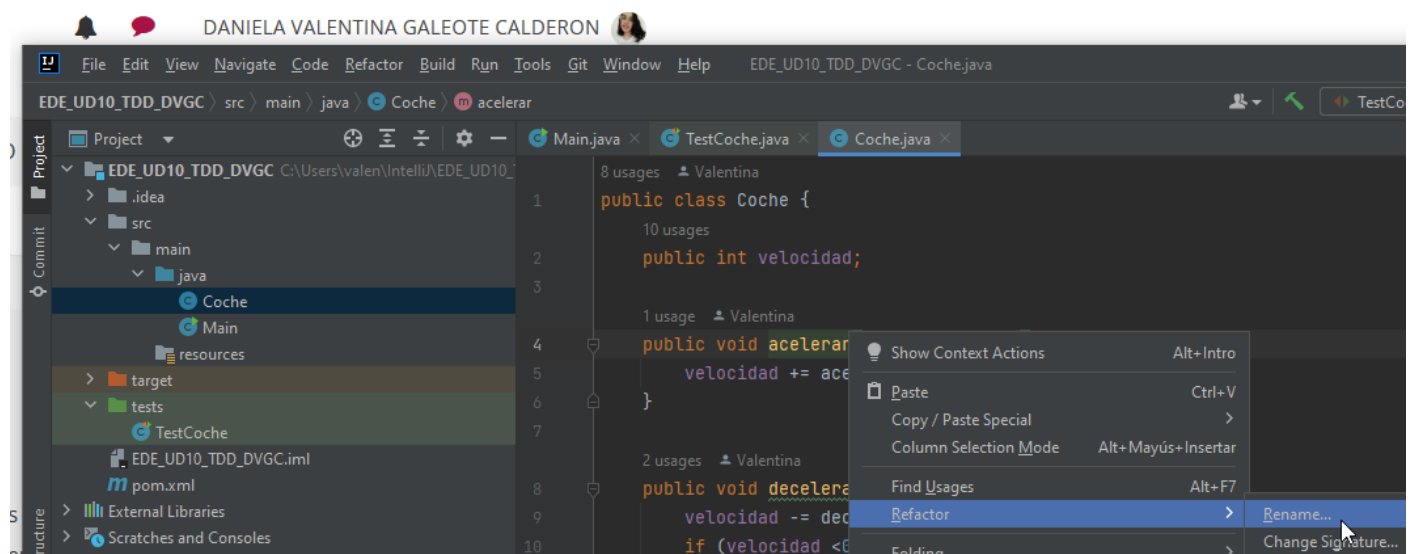 DANIELA VALENTINA GALEOTE CALDERON
File Edit View Navigate Code Refactor Build Run Tools Git Window Help EDE_UD10_TDD_DVGC - Coche.java
EDE_UD10_TDD_DVGC src main java Coche acelerar TestCo
Project
Commit
ructure
Project
EDE_UD10_TDD_DVGC C:\Users\valen\IntelliJ\EDE_UD10_
.idea
src
main
java
Coche
Main
resources
target
tests
TestCoche
EDE_UD10_TDD_DVGC.iml
pom.xml
External Libraries
Scratches and Consoles
Main.java TestCoche.java Coche.java
8 usages Valentina
1 public class Coche {
10 usages
2 public int velocidad;
3
1 usage Valentina
4 public void acelerar
5 velocidad += ace
6 }
7
2 usages Valentina
8 public void decelera
9 velocidad -= dec
10 if (velocidad <0
Show Context Actions Alt+Intro
Paste Ctrl+V
Copy / Paste Special
Column Selection Mode Alt+Mayús+Insertar
Find Usages Alt+F7
Refactor
Folding
Rename...
Change Signature...